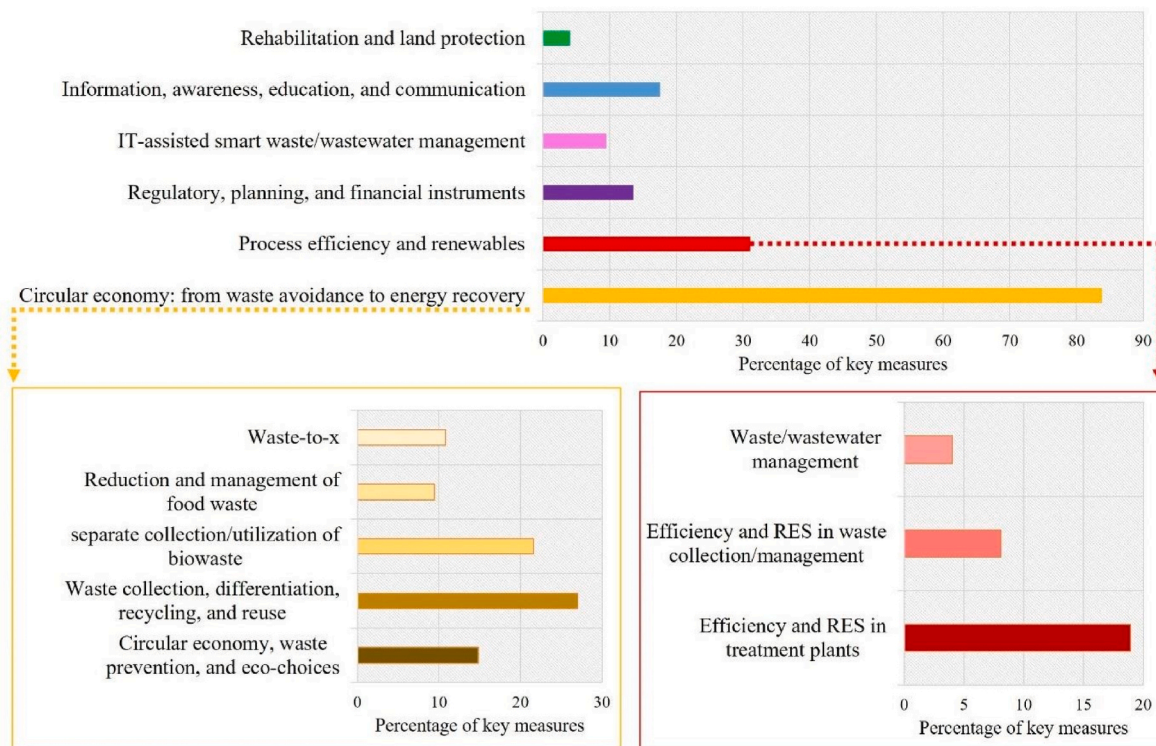 Rehabilitation and land protection
Information, awareness, education, and communication
IT-assisted smart waste/wastewater management
Regulatory, planning, and financial instruments
Process efficiency and renewables
Circular economy: from waste avoidance to energy recovery
0 10 20 30 40 50 60 70 80 90
Percentage of key measures
Waste-to-x
Reduction and management of
food waste
separate collection/utilization of
biowaste
Waste collection, differentiation,
recycling, and reuse
Circular economy, waste
prevention, and eco-choices
0 10 20 30
Percentage of key measures
Waste/wastewater
management
Efficiency and RES in waste
collection/management
Efficiency and RES in
treatment plants
0 5 10 15 20
Percentage of key measures